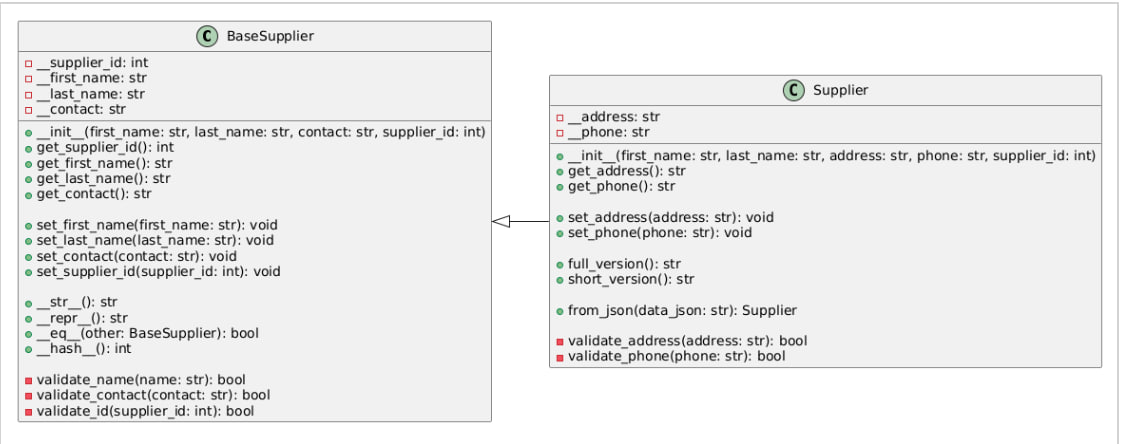 C BaseSupplier
__supplier_id: int
__first_name: str
__last_name: str
__contact: str
__init__(first_name: str, last_name: str, contact: str, supplier_id: int)
get_supplier_id(): int
get_first_name(): str
get_last_name(): str
get_contact(): str
set_first_name(first_name: str): void
set_last_name(last_name: str): void
set_contact(contact: str): void
set_supplier_id(supplier_id: int): void
__str__(): str
__repr__(): str
__eq__(other: BaseSupplier): bool
__hash__(): int
validate_name(name: str): bool
validate_contact(contact: str): bool
validate_id(supplier_id: int): bool
C Supplier
__address: str
__phone: str
__init__(first_name: str, last_name: str, address: str, phone: str, supplier_id: int)
get_address(): str
get_phone(): str
set_address(address: str): void
set_phone(phone: str): void
full_version(): str
short_version(): str
from_json(data_json: str): Supplier
validate_address(address: str): bool
validate_phone(phone: str): bool